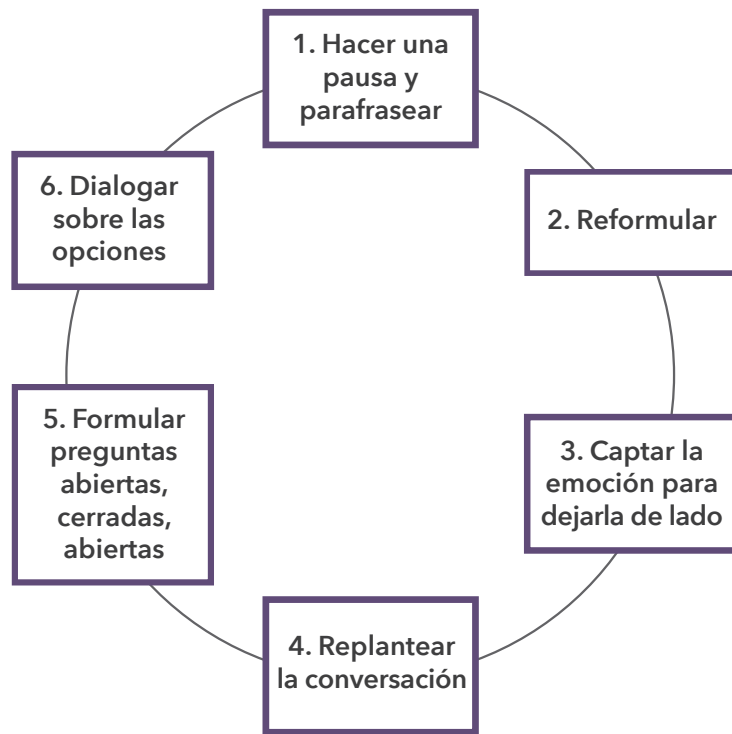 1. Hacer una
pausa y
parafrasear
2. Reformular
3. Captar la
emoción para
dejarla de lado
4. Replantear
la conversación
5. Formular
preguntas
abiertas,
cerradas,
abiertas
6. Dialogar
sobre las
opciones